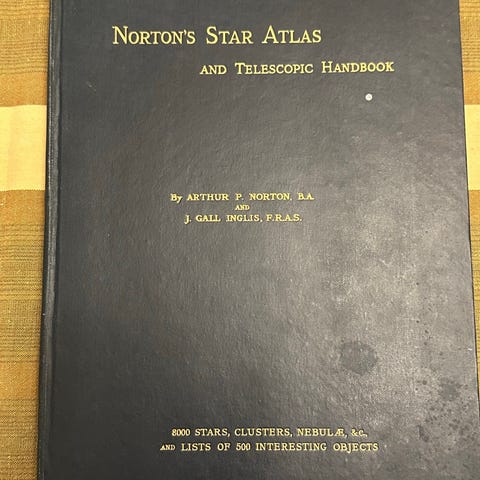 NORTON'S STAR ATLAS
AND TELESCOPIC HANDBOOK
By ARTHUR P. NORTON, B.A.
AND
J. GALL INGLIS, F.R.A.S.
8000 STARS, CLUSTERS, NEBULÆ, &c.,
AND LISTS OF 500 INTERESTING OBJECTS